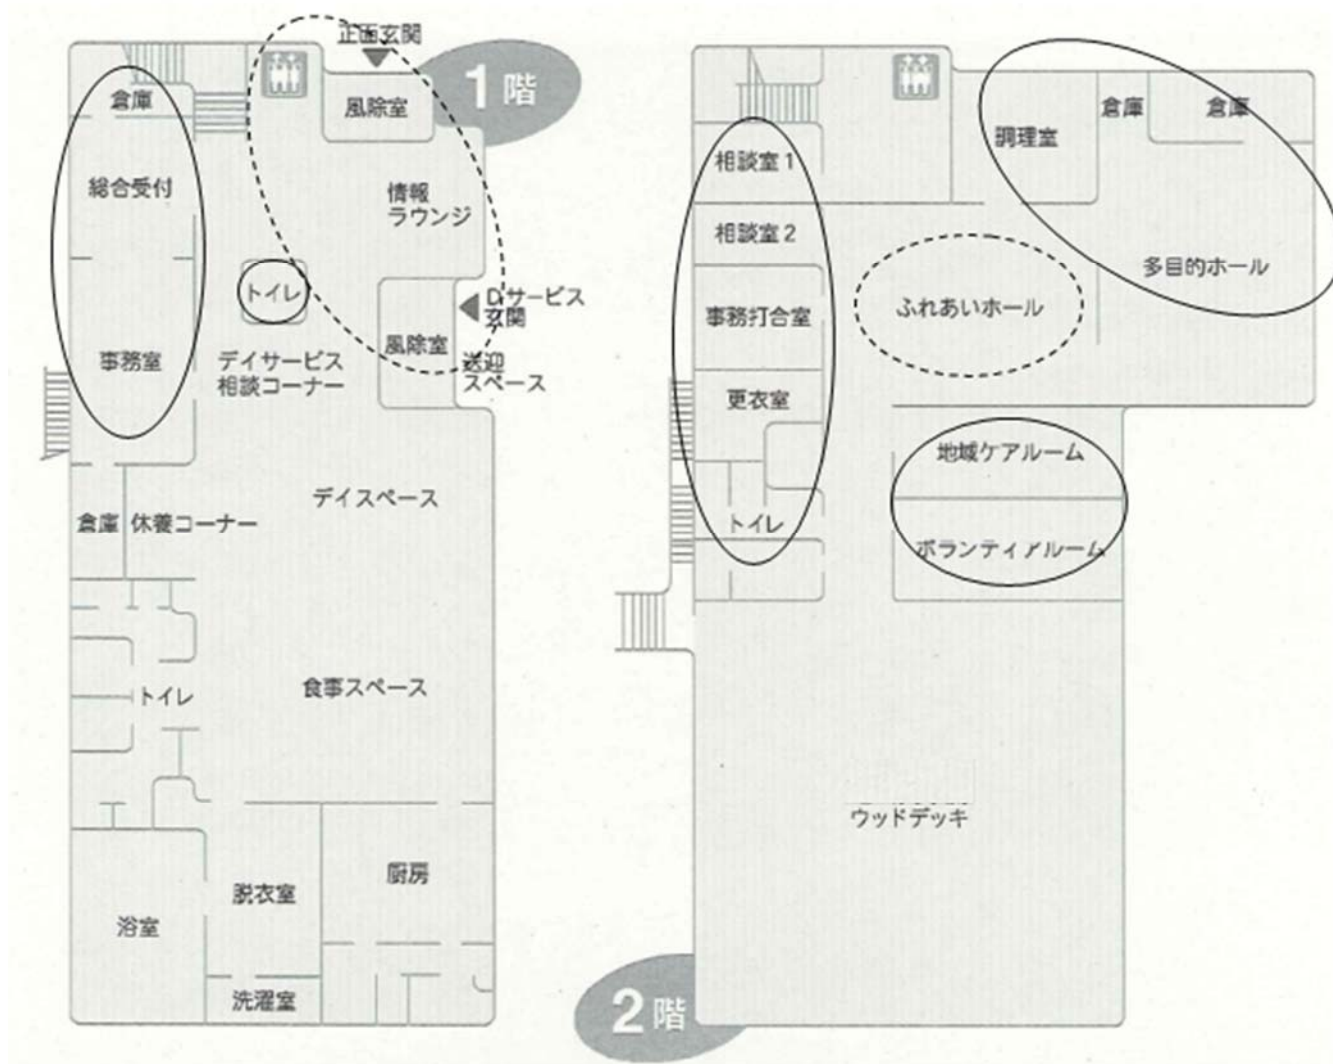 正面玄関
1階
倉庫
風除室
総合受付
情報
ラウンジ
トイレ
Dサービス
玄関
事務室
デイサービス
相談コーナー
風除室
送迎
スペース
デイスペース
倉庫
休養コーナー
食事スペース
トイレ
厨房
脱衣室
浴室
洗濯室
倉庫
倉庫
調理室
相談室1
相談室2
多目的ホール
ふれあいホール
事務打合室
更衣室
地域ケアルーム
トイレ
ボランティアルーム
ウッドデッキ
2階